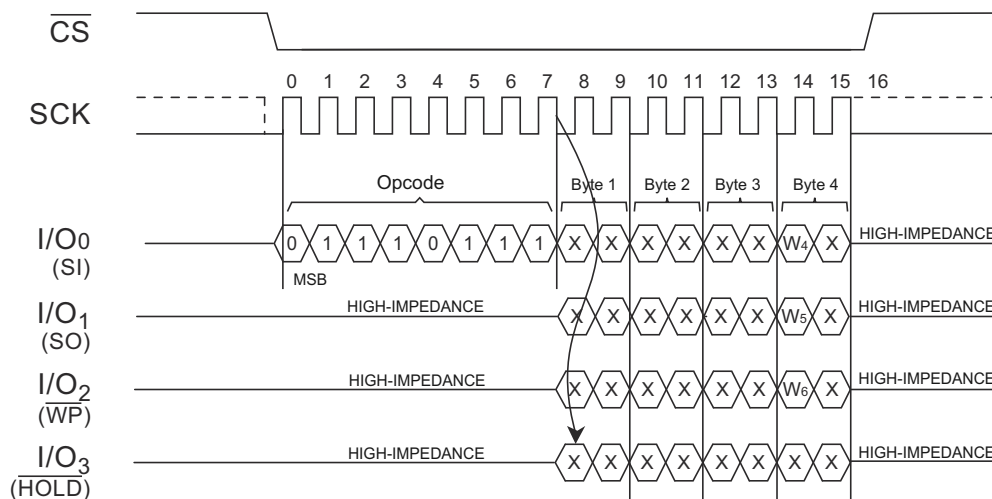 CS
0 1 2 3 4 5 6 7 8 9 10 11 12 13 14 15 16
SCK
Opcode Byte 1 Byte 2 Byte 3 Byte 4
I/O0 0 1 1 1 0 1 1 1 X X X X X X W4 X HIGH-IMPEDANCE
(SI)
MSB
I/O1 HIGH-IMPEDANCE X X X X X X W5 X HIGH-IMPEDANCE
(SO)
I/O2 HIGH-IMPEDANCE X X X X X X W6 X HIGH-IMPEDANCE
(WP)
I/O3 HIGH-IMPEDANCE X X X X X X X X HIGH-IMPEDANCE
(HOLD)